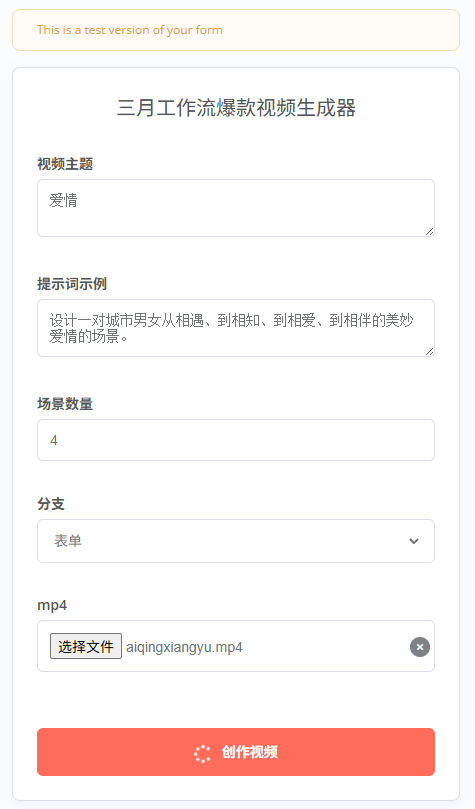 This is a test version of your form
三月工作流爆款视频生成器
视频主题
爱情
提示词示例
设计一对城市男女从相遇、到相知、到相爱、到相伴的美妙
爱情的场景。
场景数量
4
分支
表单
mp4
选择文件 aiqingxiangyu.mp4
创作视频